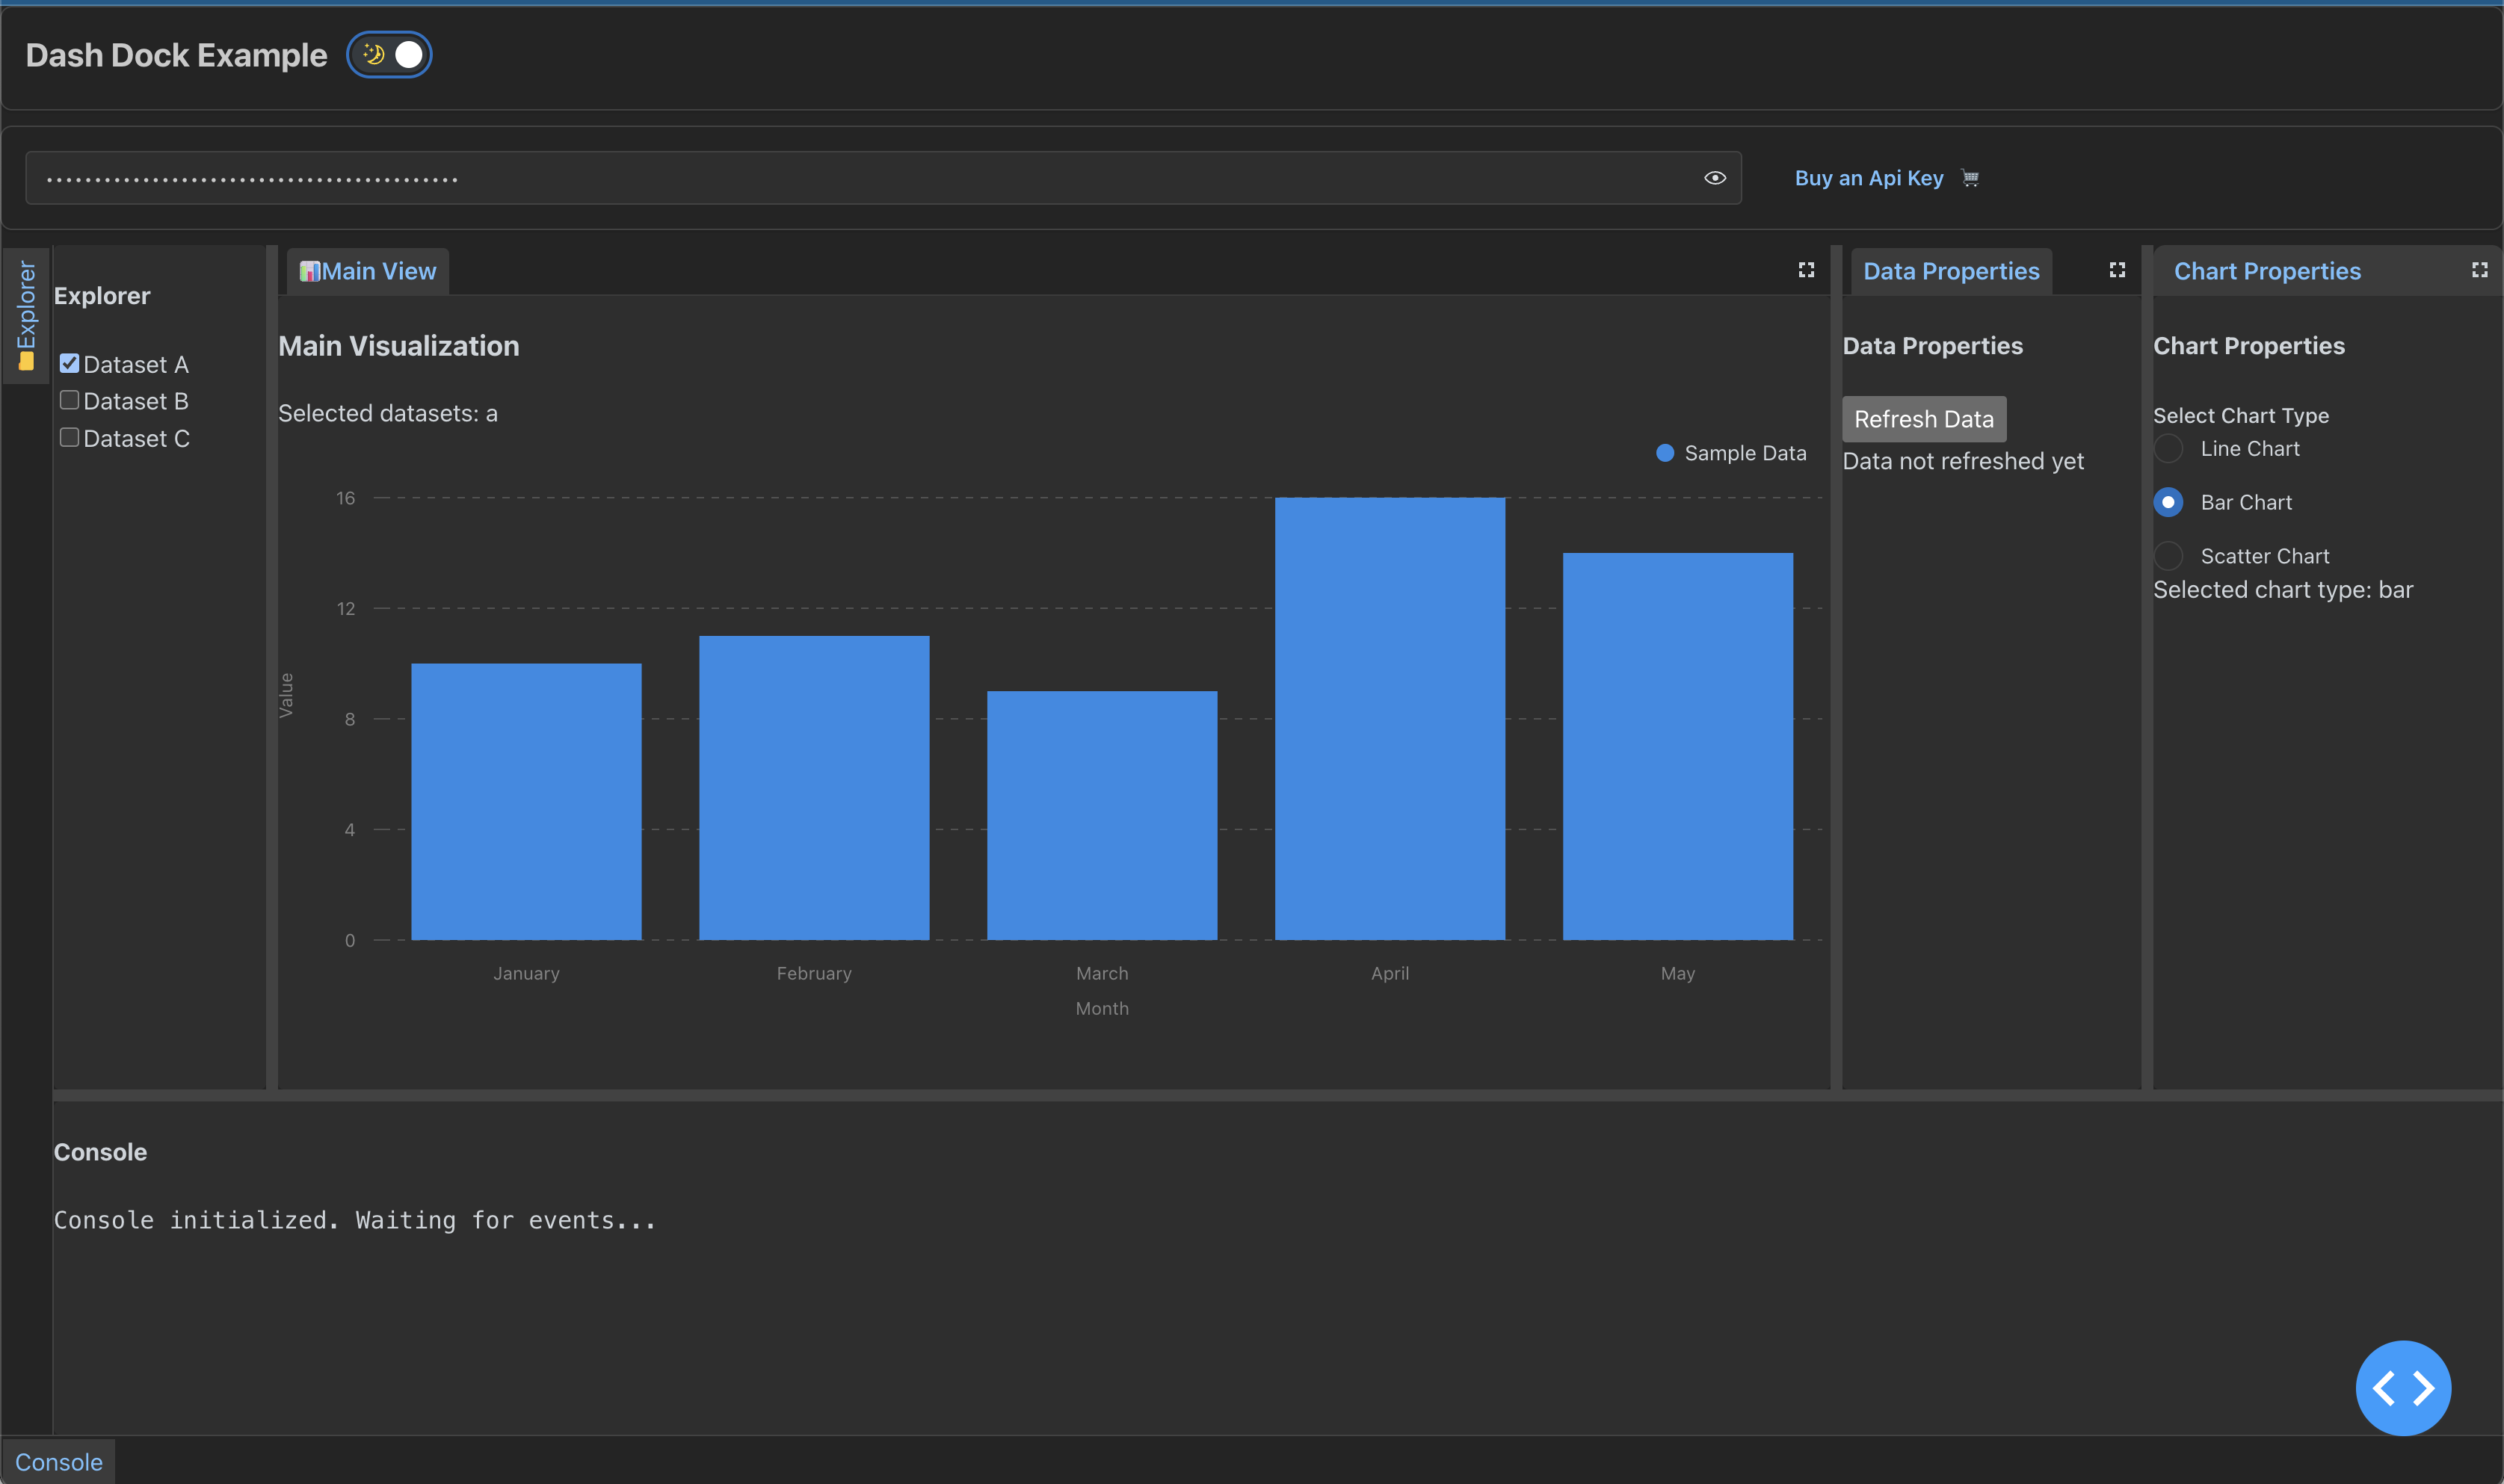 Dash Dock Example
Buy an Api Key
Explorer
Explorer
Dataset A
Dataset B
Dataset C
Main View
Main Visualization
Selected datasets: a
Sample Data
16
12
8
4
0
Value
January
February
March
April
May
Month
Data Properties
Data Properties
Refresh Data
Data not refreshed yet
Chart Properties
Chart Properties
Select Chart Type
Line Chart
Bar Chart
Scatter Chart
Selected chart type: bar
Console
Console initialized. Waiting for events...
Console